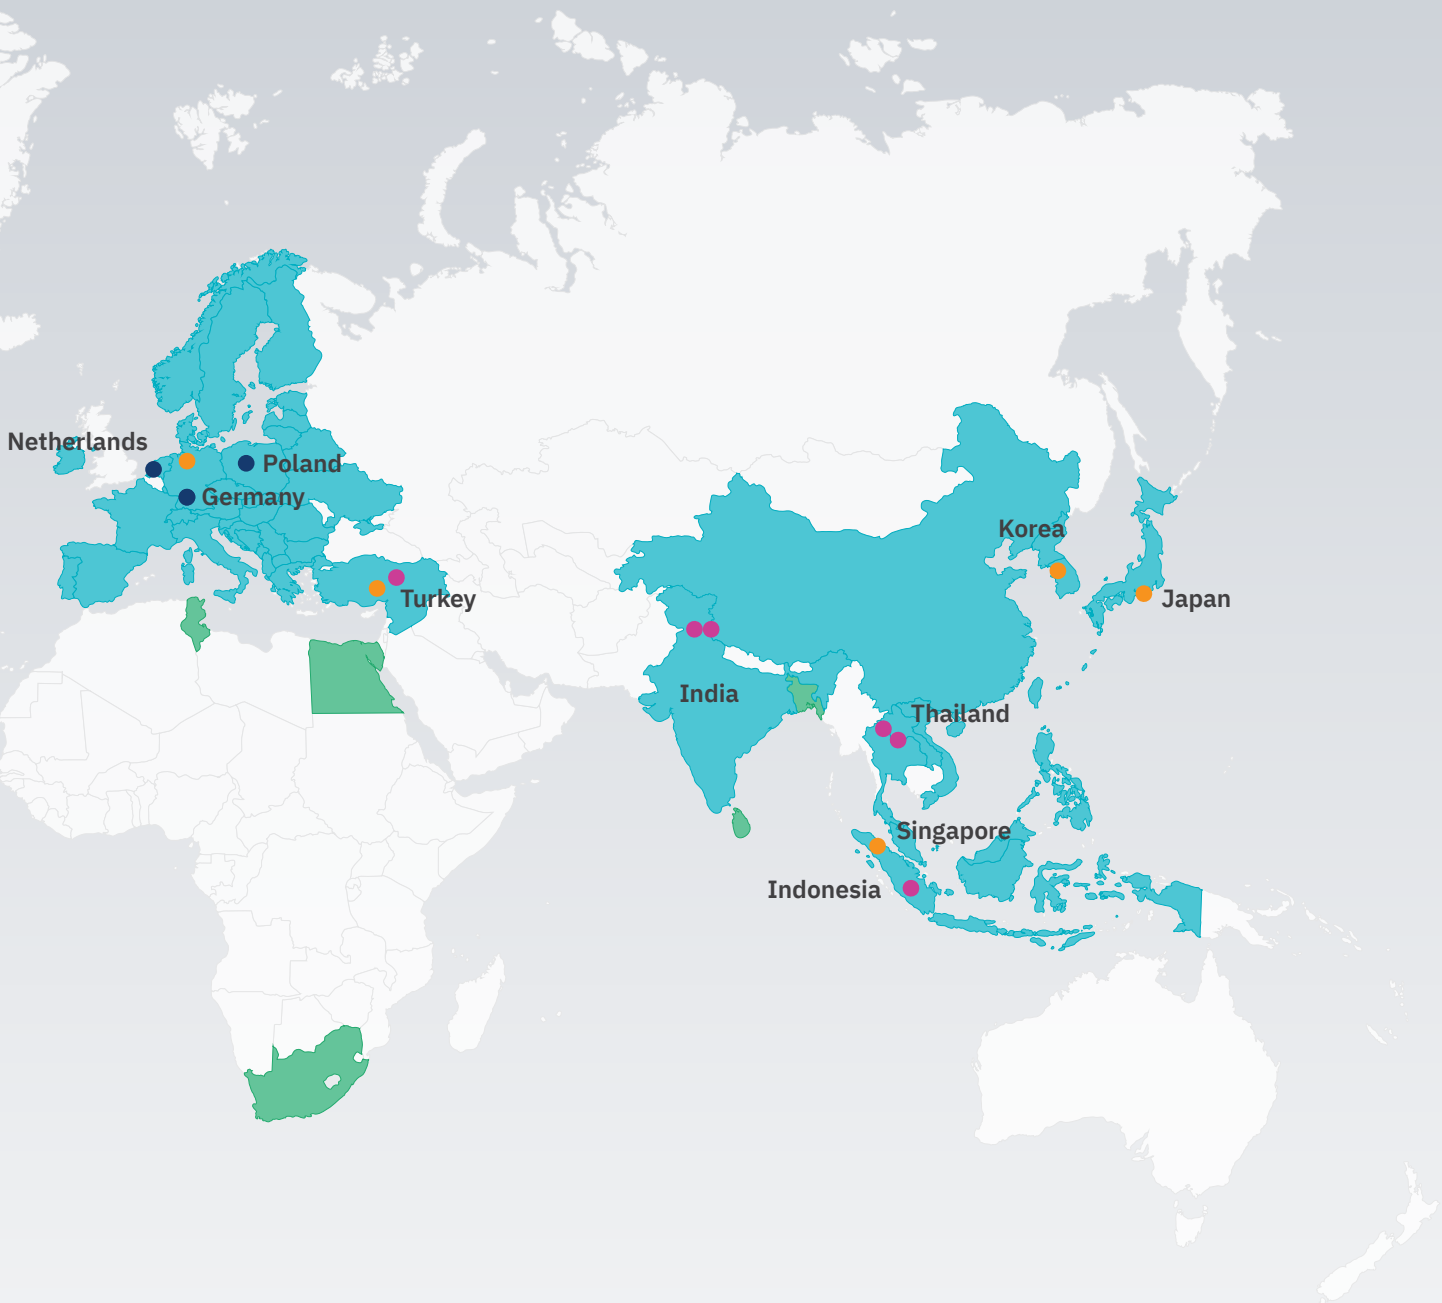 Netherlands
Poland
Germany
Korea
Turkey
Japan
India
Thailand
Singapore
Indonesia